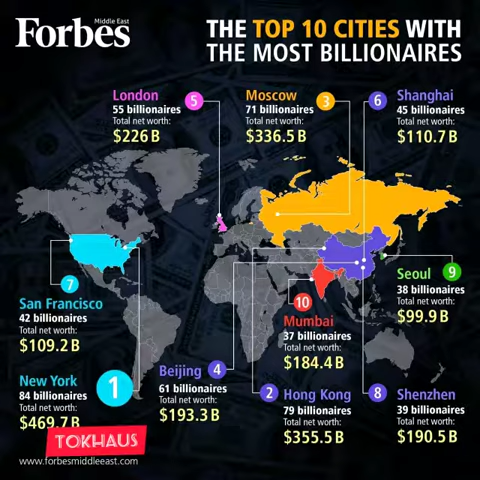 Middle East
Forbes
THE TOP 10 CITIES WITH
THE MOST BILLIONAIRES
London
55 billionaires
Total net worth:
$226 B
5
Moscow
71 billionaires
Total net worth:
$336.5 B
3
6
Shanghai
45 billionaires
Total net worth:
$110.7 B
7
San Francisco
42 billionaires
Total net worth:
$109.2 B
10
Mumbai
37 billionaires
Total net worth:
$184.4 B
Seoul
9
38 billionaires
Total net worth:
$99.9 B
New York
84 billionaires
Total net worth:
$469.7 B
1
Beijing
4
61 billionaires
Total net worth:
$193.3 B
2
Hong Kong
79 billionaires
Total net worth:
$355.5 B
8
Shenzhen
39 billionaires
Total net worth:
$190.5 B
TOKHAUS
www.forbesmiddleeast.com